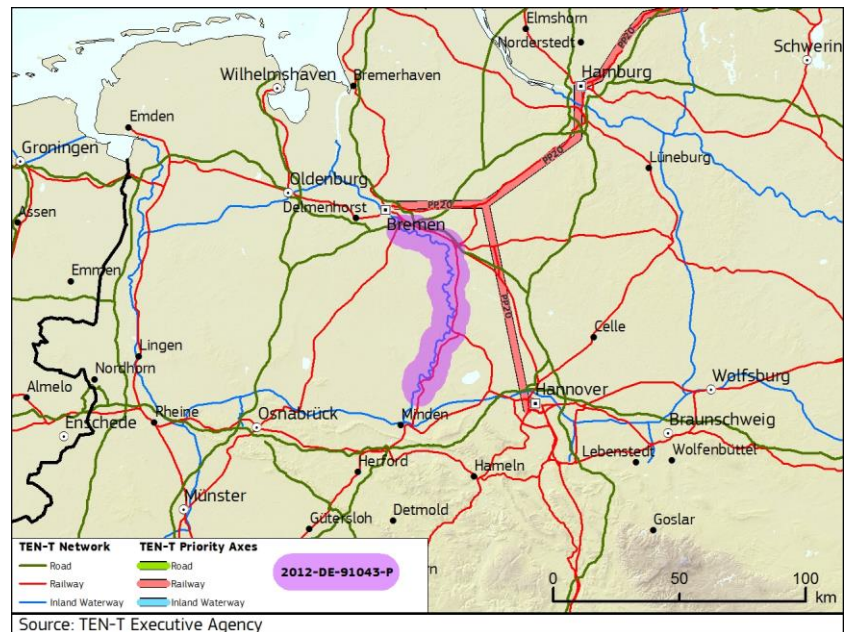 Elmshorn
Norderstedt
PP20
Schwerin
Wilhelmshaven
Bremerhaven
Hamburg
Emden
Groningen
PP20
Lüneburg
Oldenburg
Assen
Delmenhorst
PP20
Bremen
Emmen
PP20
Celle
Lingen
Nordhorn
Almelo
Wolfsburg
Hannover
Enschede
Rheine
Osnabrück
Minden
Braunschweig
Lebenstedt
Wolfenbüttel
Herford
Hameln
Münster
Detmold
Gütersloh
Goslar
TEN-T Network
Road
Railway
Inland Waterway
TEN-T Priority Axes
Road
Railway
Inland Waterway
2012-DE-91043-P
0 50 100
km
Source: TEN-T Executive Agency